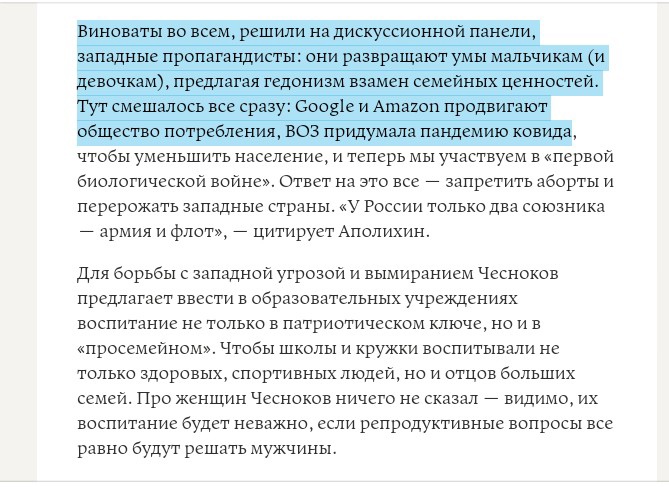 Виноваты во всем, решили на дискуссионной панели,
западные пропагандисты: они развращают умы мальчикам (и
девочкам), предлагая гедонизм взамен семейных ценностей.
Тут смешалось все сразу: Google и Amazon продвигают
общество потребления, ВОЗ придумала пандемию ковида,
чтобы уменьшить население, и теперь мы участвуем в «первой
биологической войне». Ответ на это все — запретить аборты и
перерожать западные страны. «У России только два союзника
— армия и флот», — цитирует Аполихин.
Для борьбы с западной угрозой и вымиранием Чесноков
предлагает ввести в образовательных учреждениях
воспитание не только в патриотическом ключе, но и в
«просемейном». Чтобы школы и кружки воспитывали не
только здоровых, спортивных людей, но и отцов больших
семей. Про женщин Чесноков ничего не сказал — видимо, их
воспитание будет неважно, если репродуктивные вопросы все
равно будут решать мужчины.